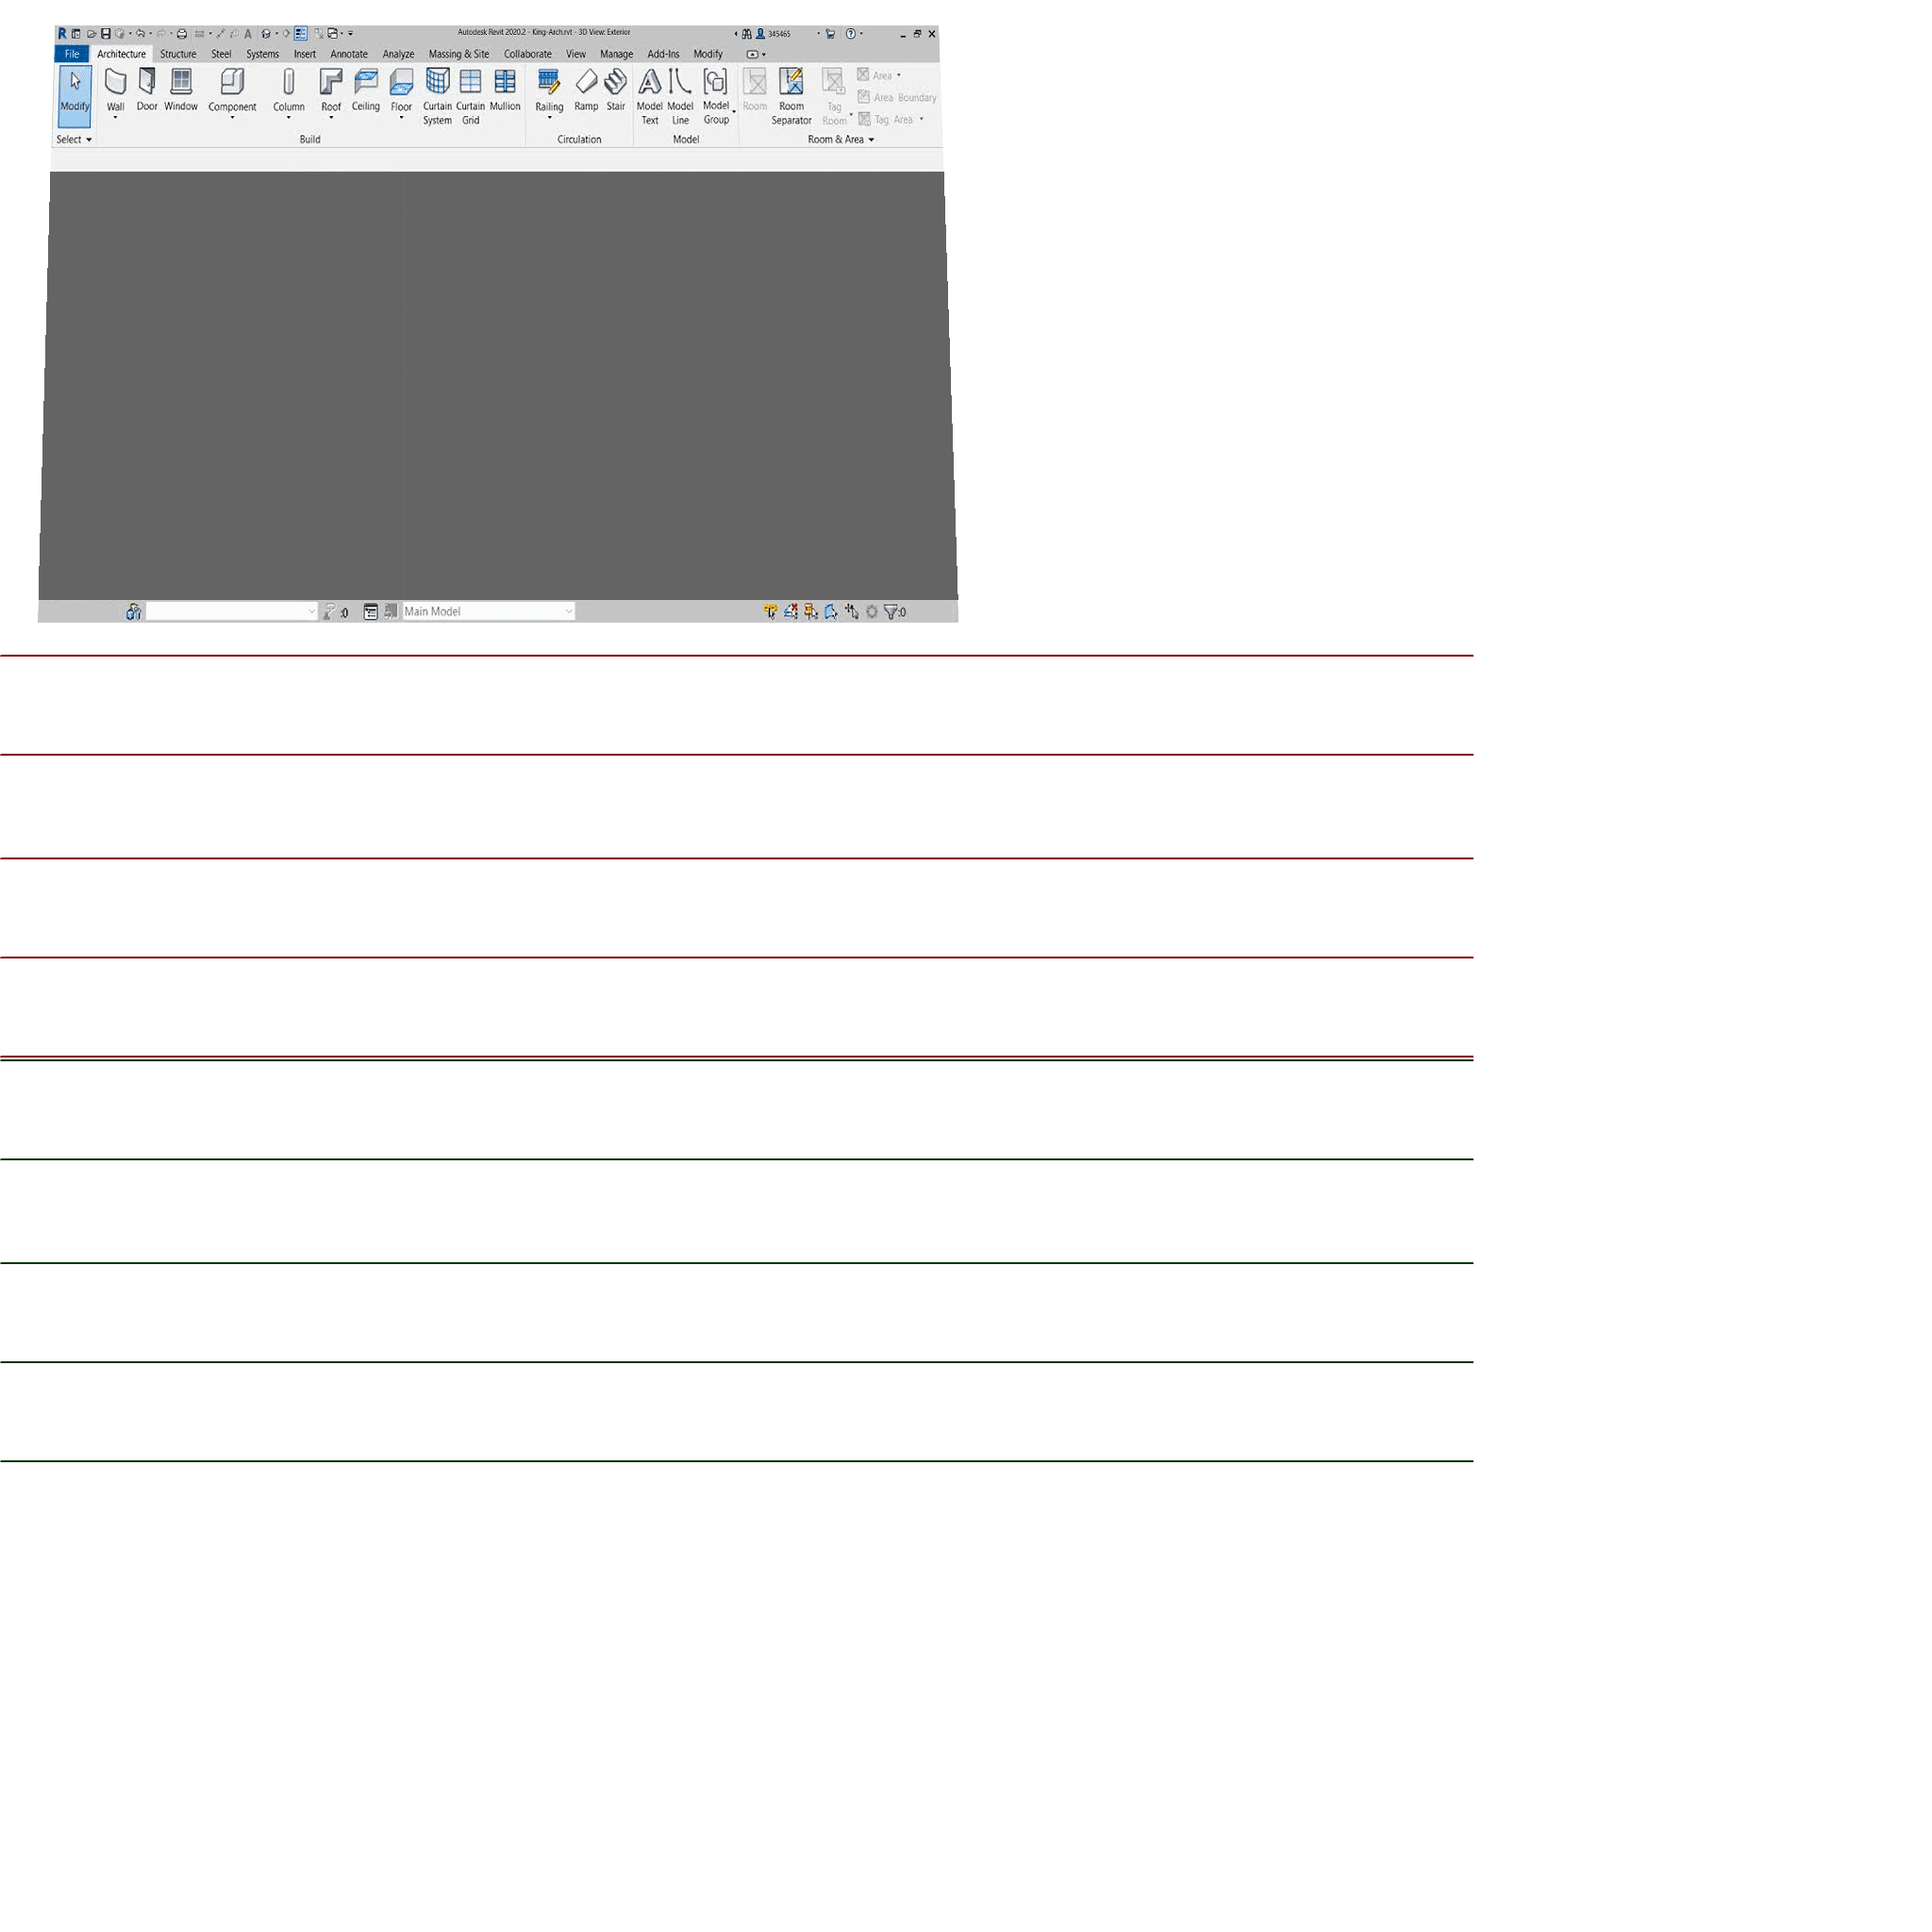 Autodesk Revit 2020.2 - King-Arch.rvt - 3D View: Exterior
345465
File Architecture Structure Steel Systems Insert Annotate Analyze Massing & Site Collaborate View Manage Add-Ins Modify
Modify Wall Door Window Component Column Roof Ceiling Floor Curtain System Curtain Grid Mullion Railing Ramp Stair Model Text Model Line Model Group Room Room Separator Tag Room
Area
Area Boundary
Tag Area
Select Build Circulation Model Room & Area
:0 Main Model :0